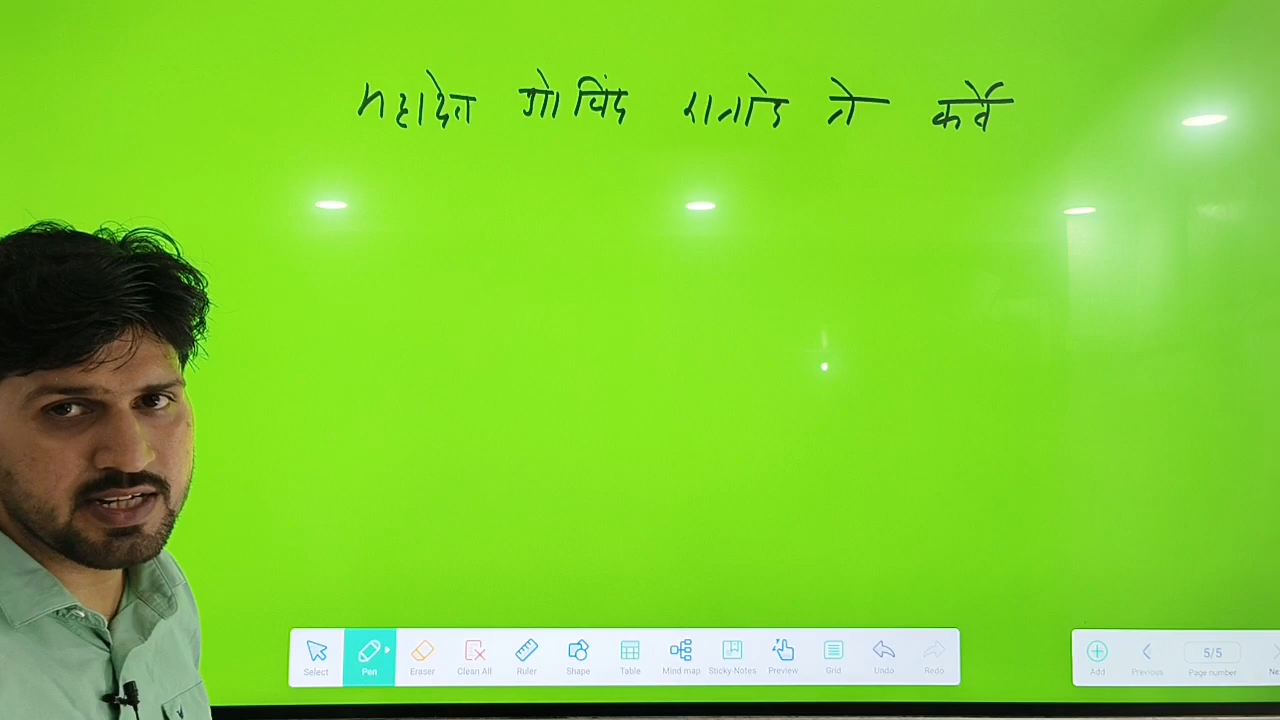 महादेव गोविंद रानाडे ने कर्वे
Select Pen Eraser Clean All Ruler Shape Table Mind map Sticky-Notes Preview Grid Undo Redo
Add Previous 5/5 Page number